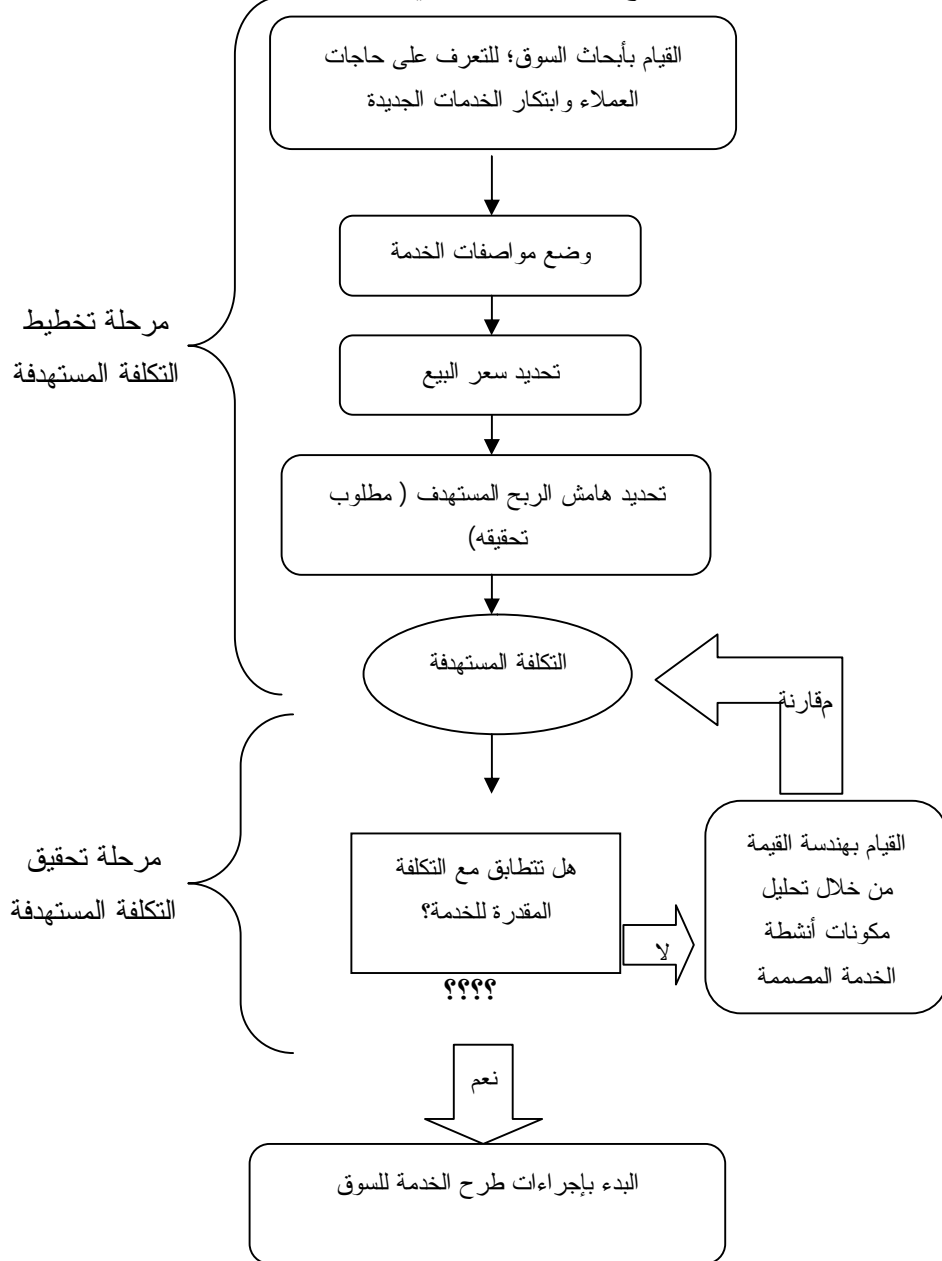 القيام بأبحاث السوق؛ للتعرف على حاجات
العملاء وابتكار الخدمات الجديدة
وضع مواصفات الخدمة
مرحلة تخطيط
التكلفة المستهدفة
تحديد سعر البيع
تحديد هامش الربح المستهدف ( مطلوب
تحقيقه)
التكلفة المستهدفة
مقارنة
مرحلة تحقيق
التكلفة المستهدفة
هل تتطابق مع التكلفة
المقدرة للخدمة؟
؟؟؟؟
لا
القيام بهندسة القيمة
من خلال تحليل
مكونات أنشطة
الخدمة المصممة
نعم
البدء بإجراءات طرح الخدمة للسوق